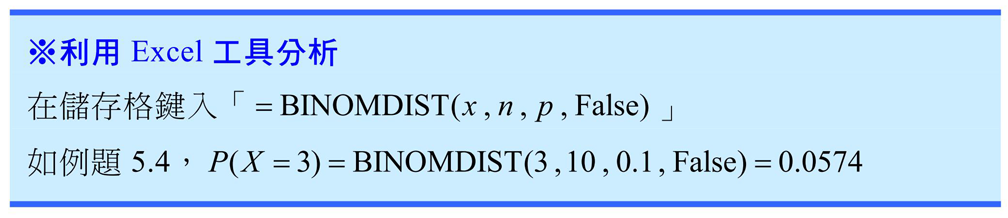 ※利用 Excel 工具分析
在儲存格鍵入「= BINOMDIST(x , n , p , False) 」
如例題 5.4，P(X = 3) = BINOMDIST(3 , 10 , 0.1 , False) = 0.0574